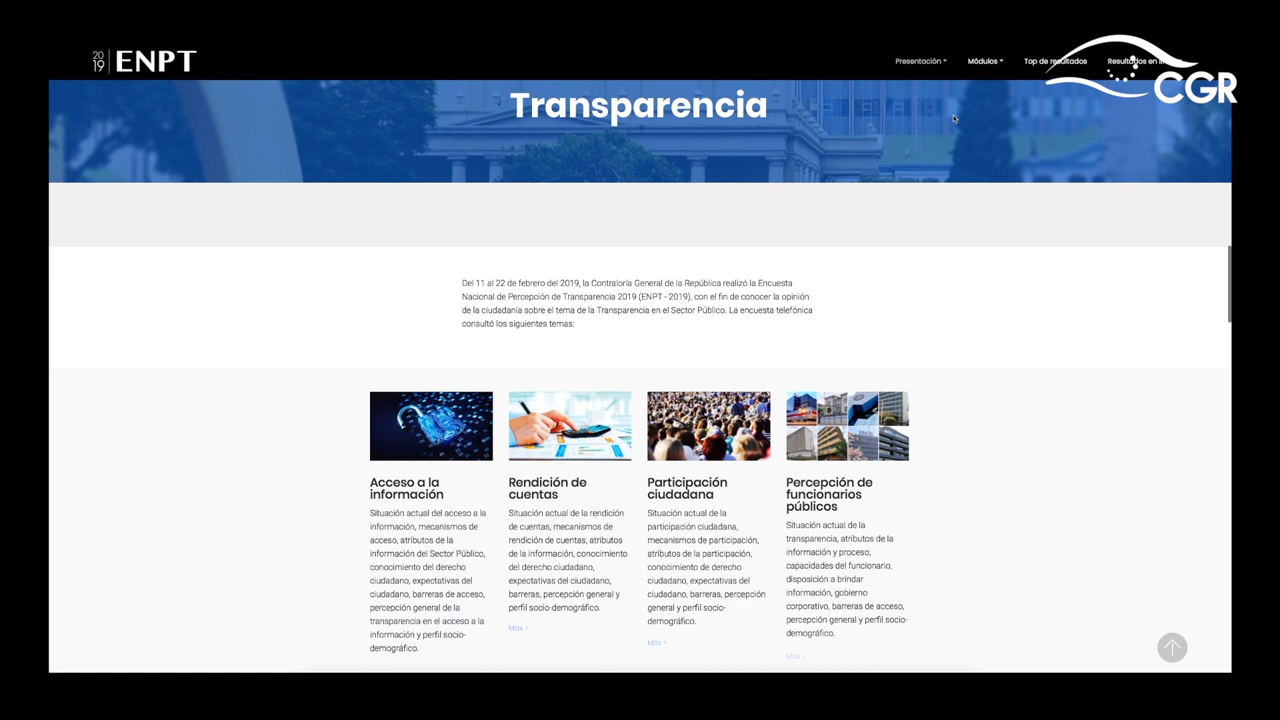 2019 ENPT
Presentación
Módulos
Top de resultados
Resultados en
CGR
Transparencia
Del 11 al 22 de febrero del 2019, la Contraloría General de la República realizó la Encuesta
Nacional de Percepción de Transparencia 2019 (ENPT - 2019), con el fin de conocer la opinión
de la ciudadanía sobre el tema de la Transparencia en el Sector Público. La encuesta telefónica
consultó los siguientes temas:
Acceso a la
información
Situación actual del acceso a la
información, mecanismos de
acceso, atributos de la
información del Sector Público,
conocimiento del derecho
ciudadano, expectativas del
ciudadano, barreras de acceso,
percepción general de la
transparencia en el acceso a la
información y perfil socio-
demográfico.
Rendición de
cuentas
Situación actual de la rendición
de cuentas, mecanismos de
rendición de cuentas, atributos
de la información, conocimiento
del derecho ciudadano,
expectativas del ciudadano,
barreras, percepción general y
perfil socio-demográfico.
Más >
Participación
ciudadana
Situación actual de la
participación ciudadana,
mecanismos de participación,
atributos de la participación,
conocimiento de derecho
ciudadano, expectativas del
ciudadano, barreras, percepción
general y perfil socio-
demográfico.
Más >
Percepción de
funcionarios
públicos
Situación actual de la
transparencia, atributos de la
información y proceso,
capacidades del funcionario,
disposición a brindar
información, gobierno
corporativo, barreras de acceso,
percepción general y perfil socio-
demográfico.
Más >